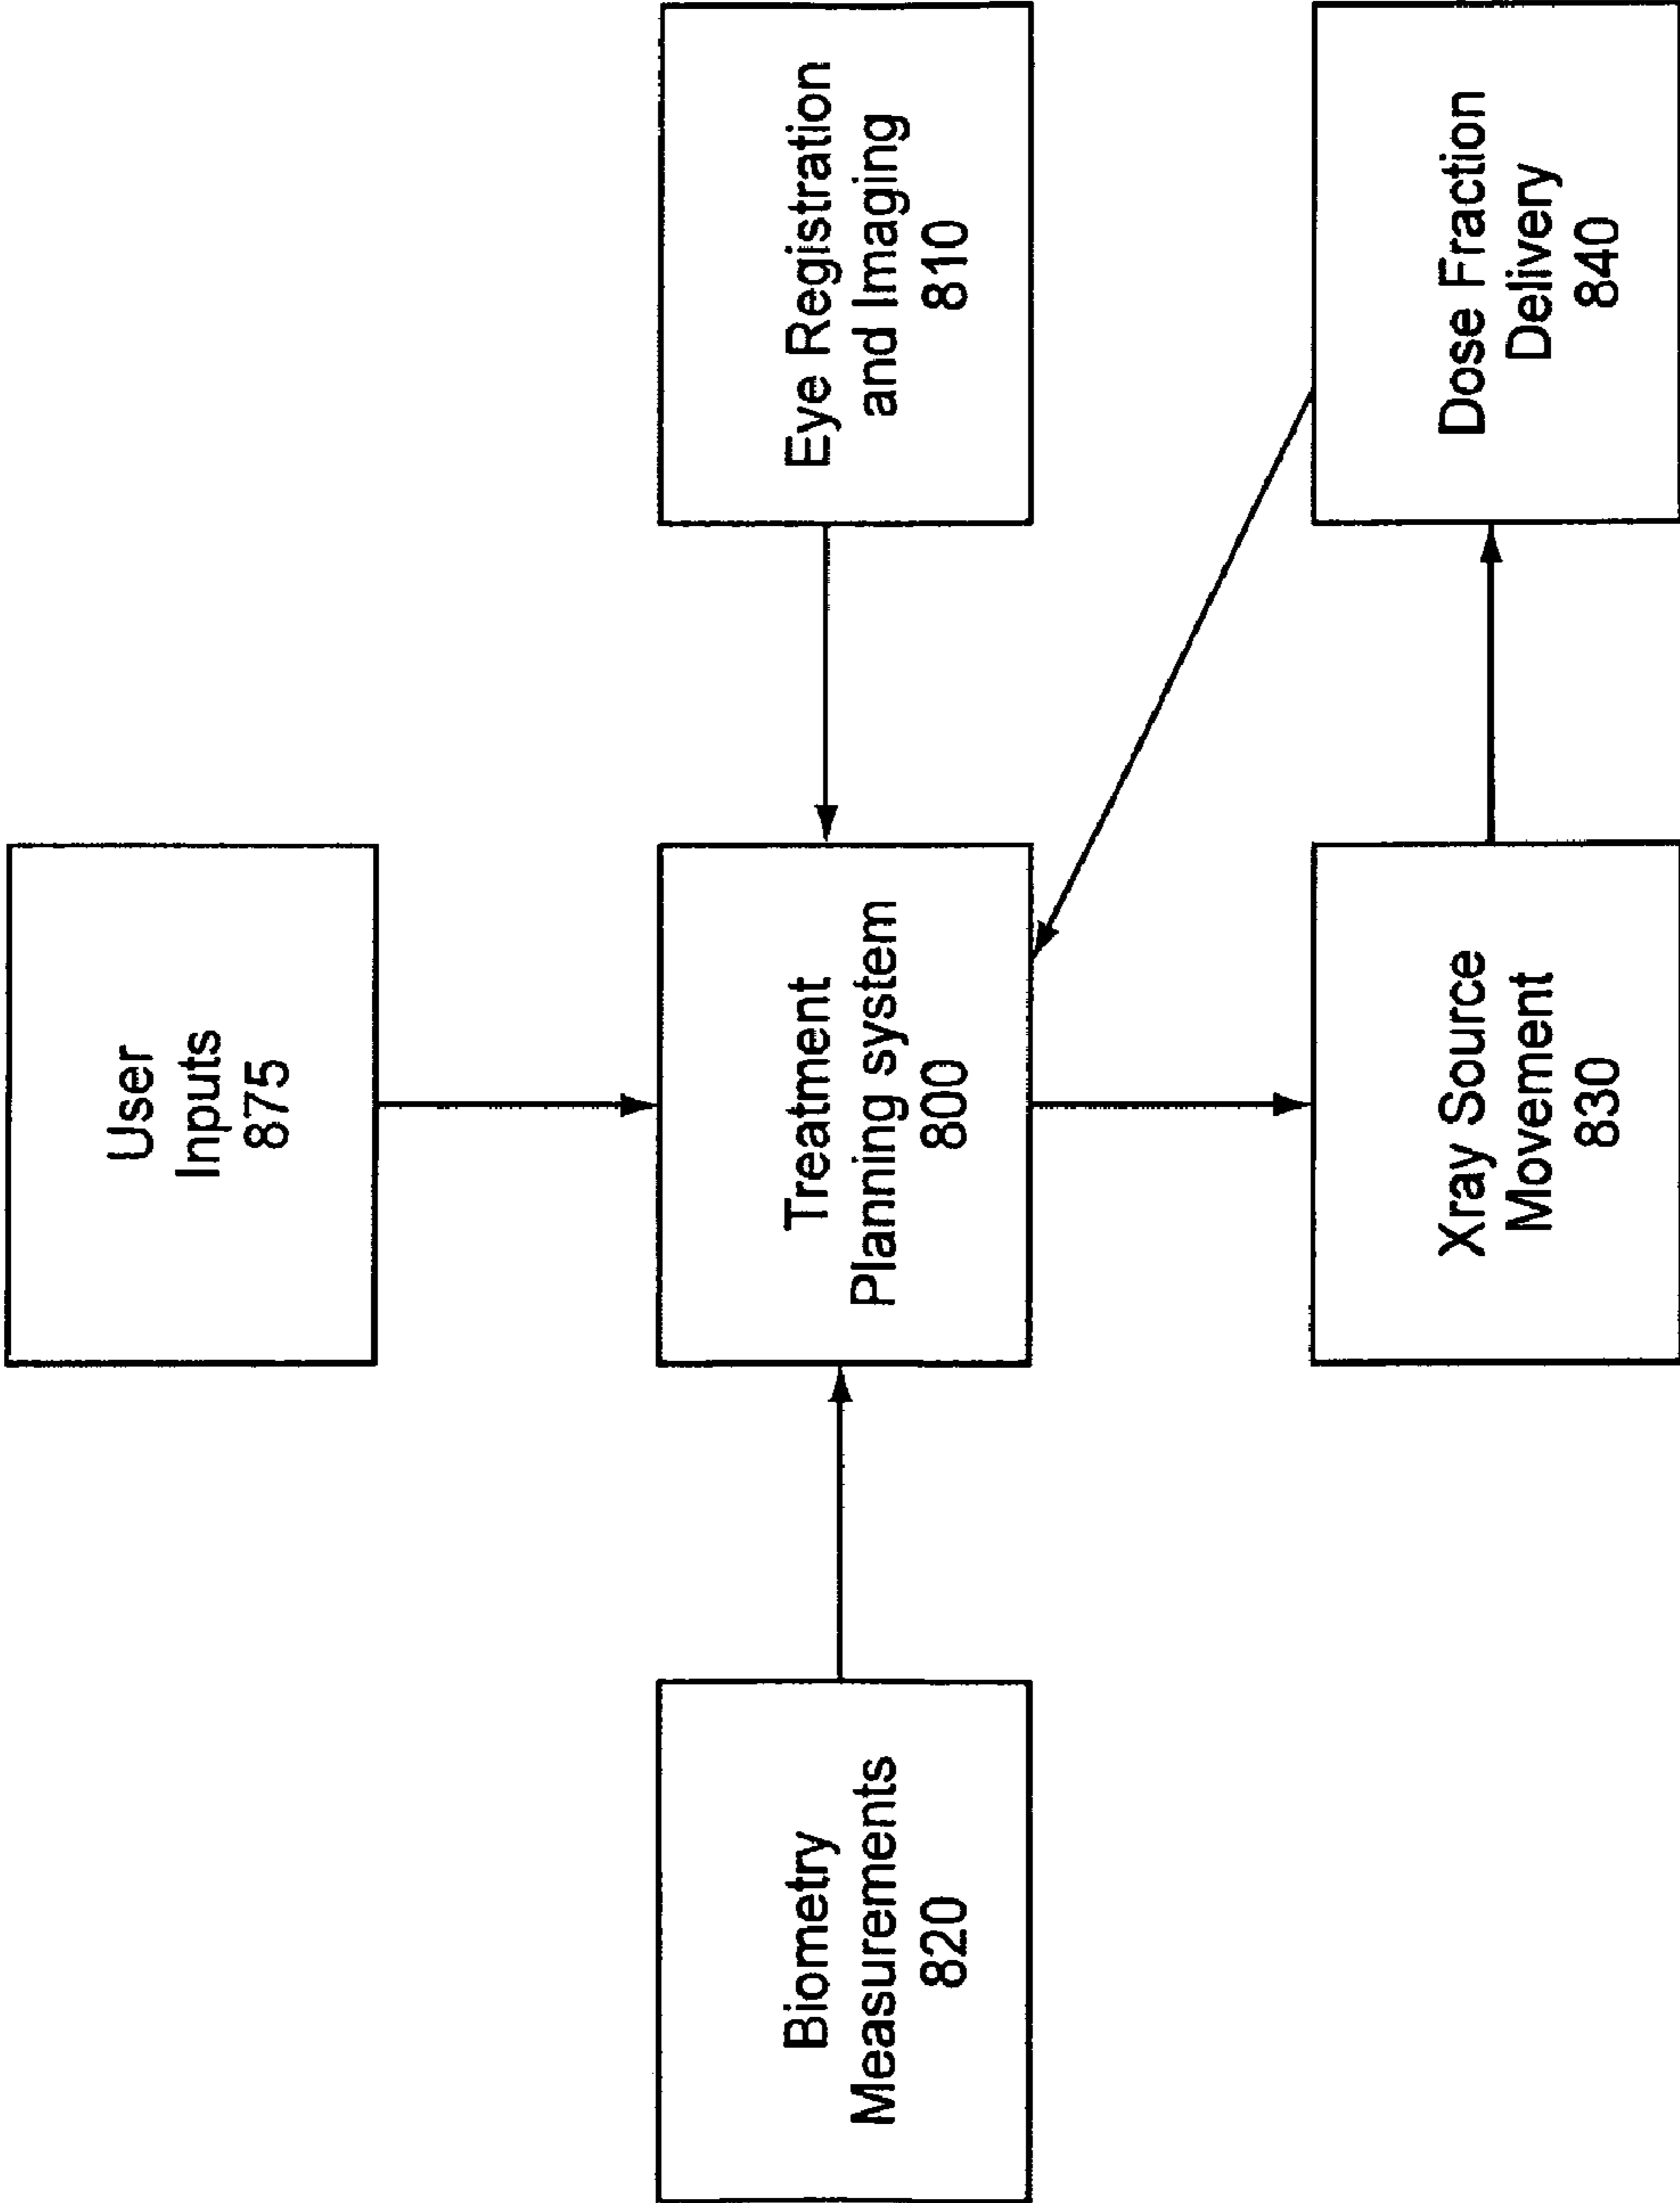 User
Inputs
875
Biometry
Measurements
820
Treatment
Planning system
800
Eye Registration
and Imaging
810
Xray Source
Movement
830
Dose Fraction
Delivery
840